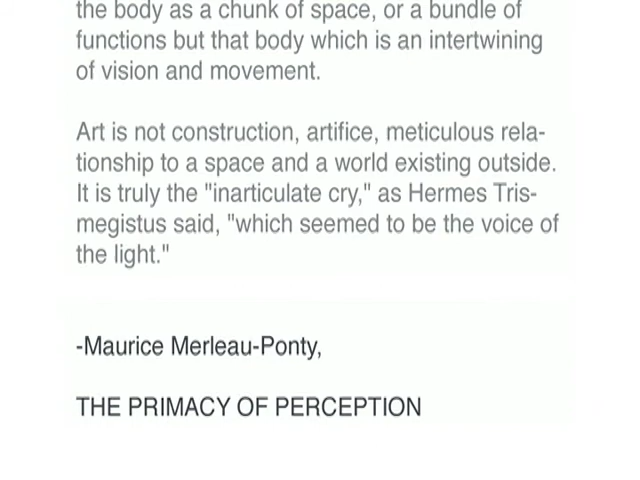 the body as a chunk of space, or a bundle of
functions but that body which is an intertwining
of vision and movement.
Art is not construction, artifice, meticulous rela-
tionship to a space and a world existing outside.
It is truly the "inarticulate cry," as Hermes Tris-
megistus said, "which seemed to be the voice of
the light."
-Maurice Merleau-Ponty,
THE PRIMACY OF PERCEPTION